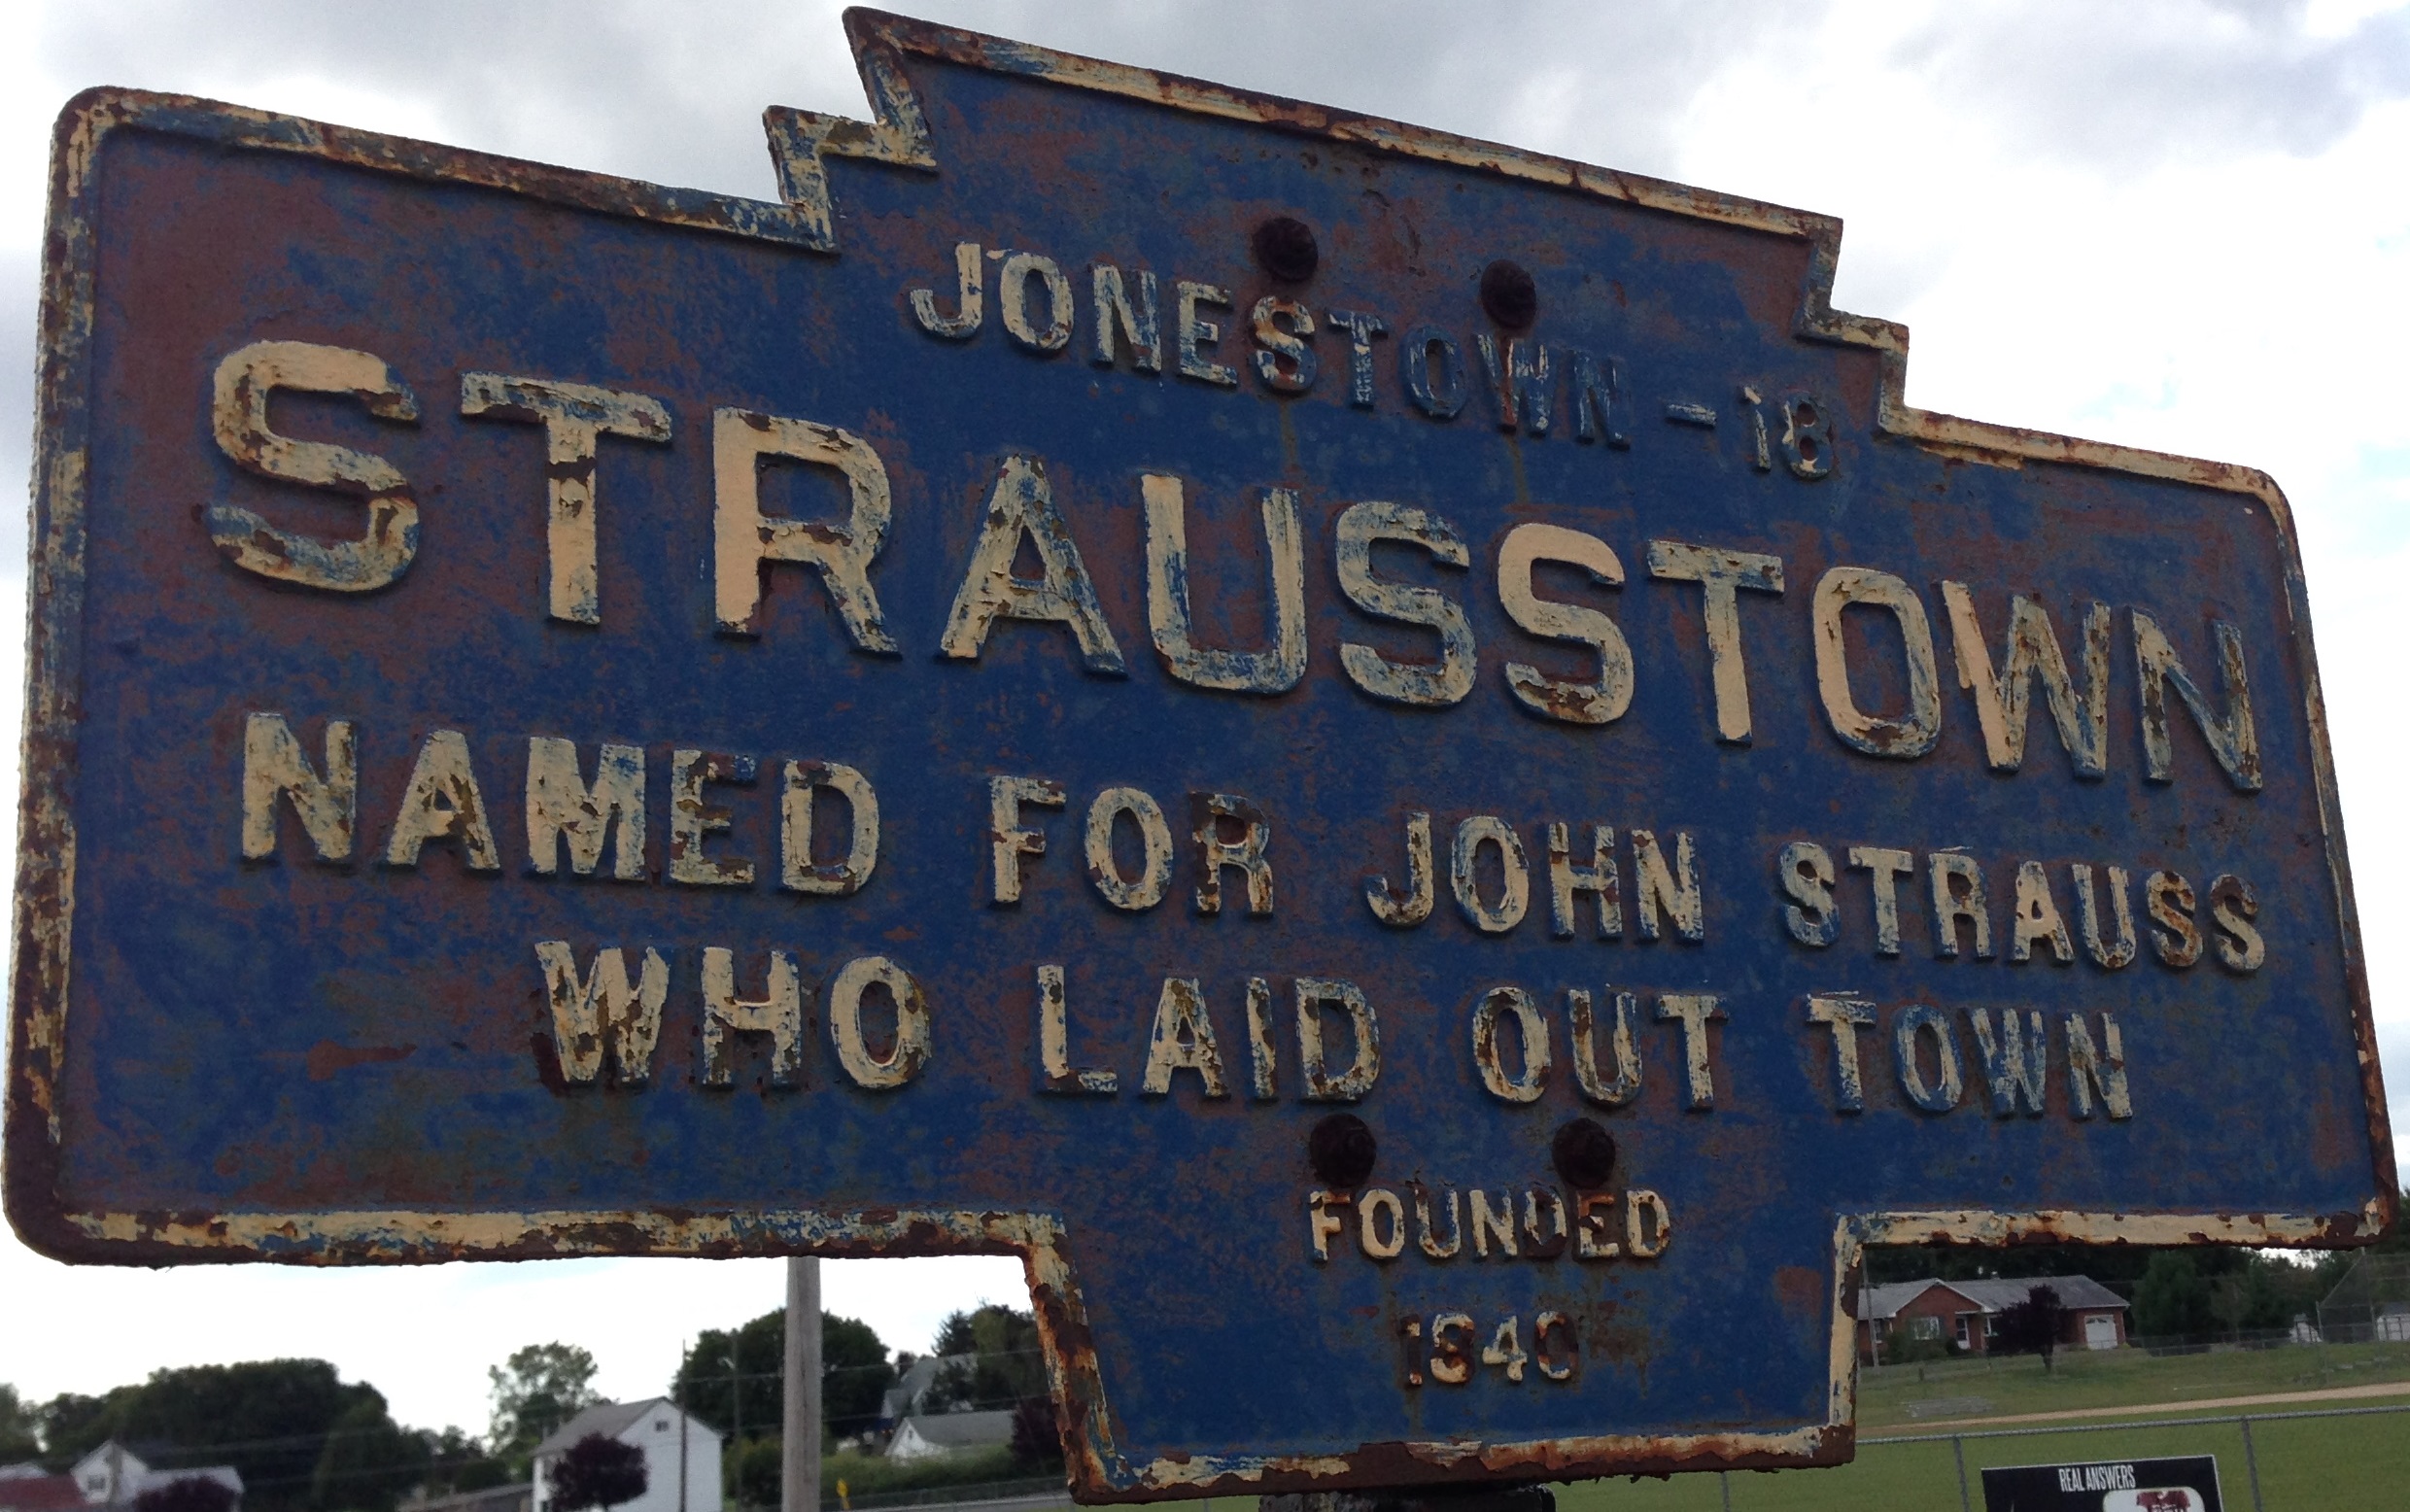 JONESTOWN - 18
STRAUSSTOWN
NAMED FOR JOHN STRAUSS
WHO LAID OUT TOWN
FOUNDED
1840
REAL ANSWERS